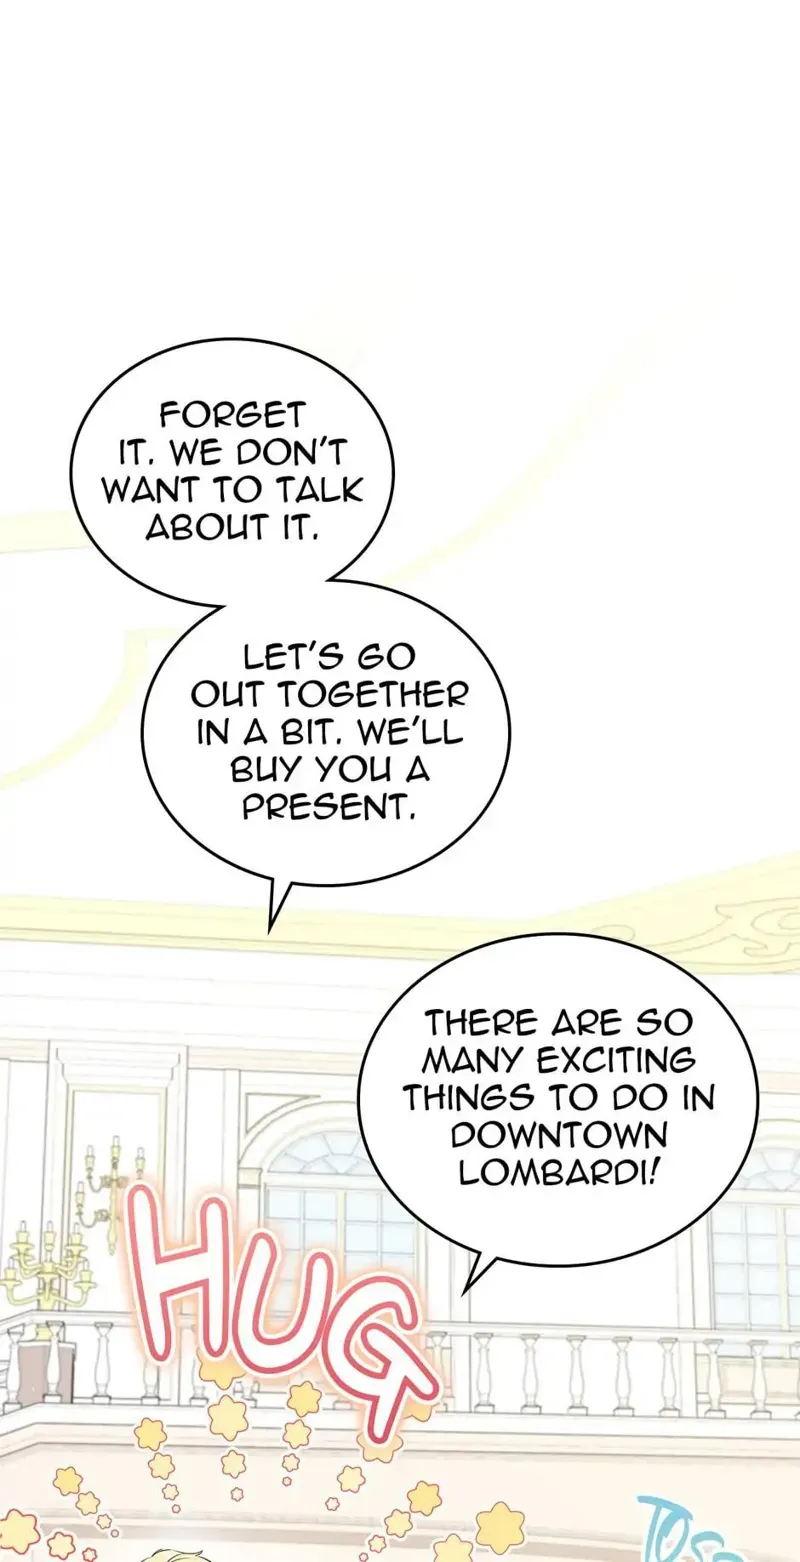 FORGET
IT. WE DON'T
WANT TO TALK
ABOUT IT.
LET'S GO
OUT TOGETHER
IN A BIT. WE'LL
BUY YOU A
PRESENT.
THERE ARE SO
MANY EXCITING
THINGS TO DO IN
DOWNTOWN
LOMBARDI!
HUG